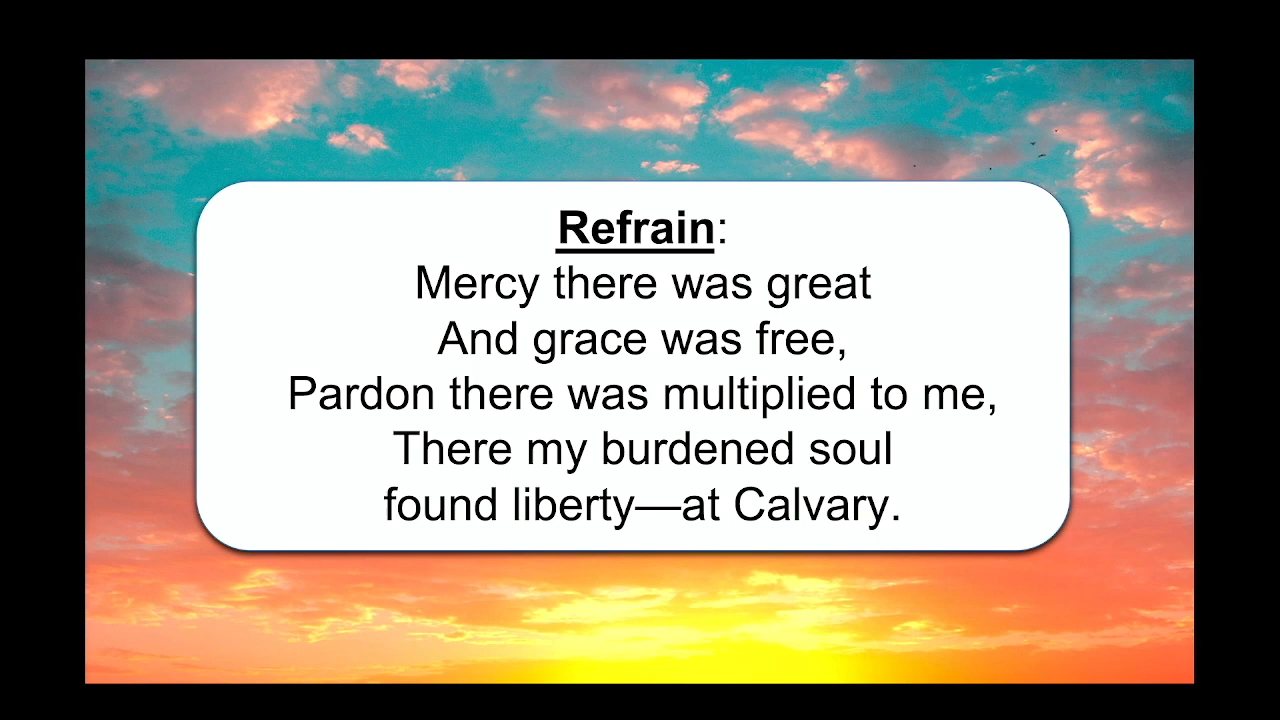 Refrain:
Mercy there was great
And grace was free,
Pardon there was multiplied to me,
There my burdened soul
found liberty—at Calvary.